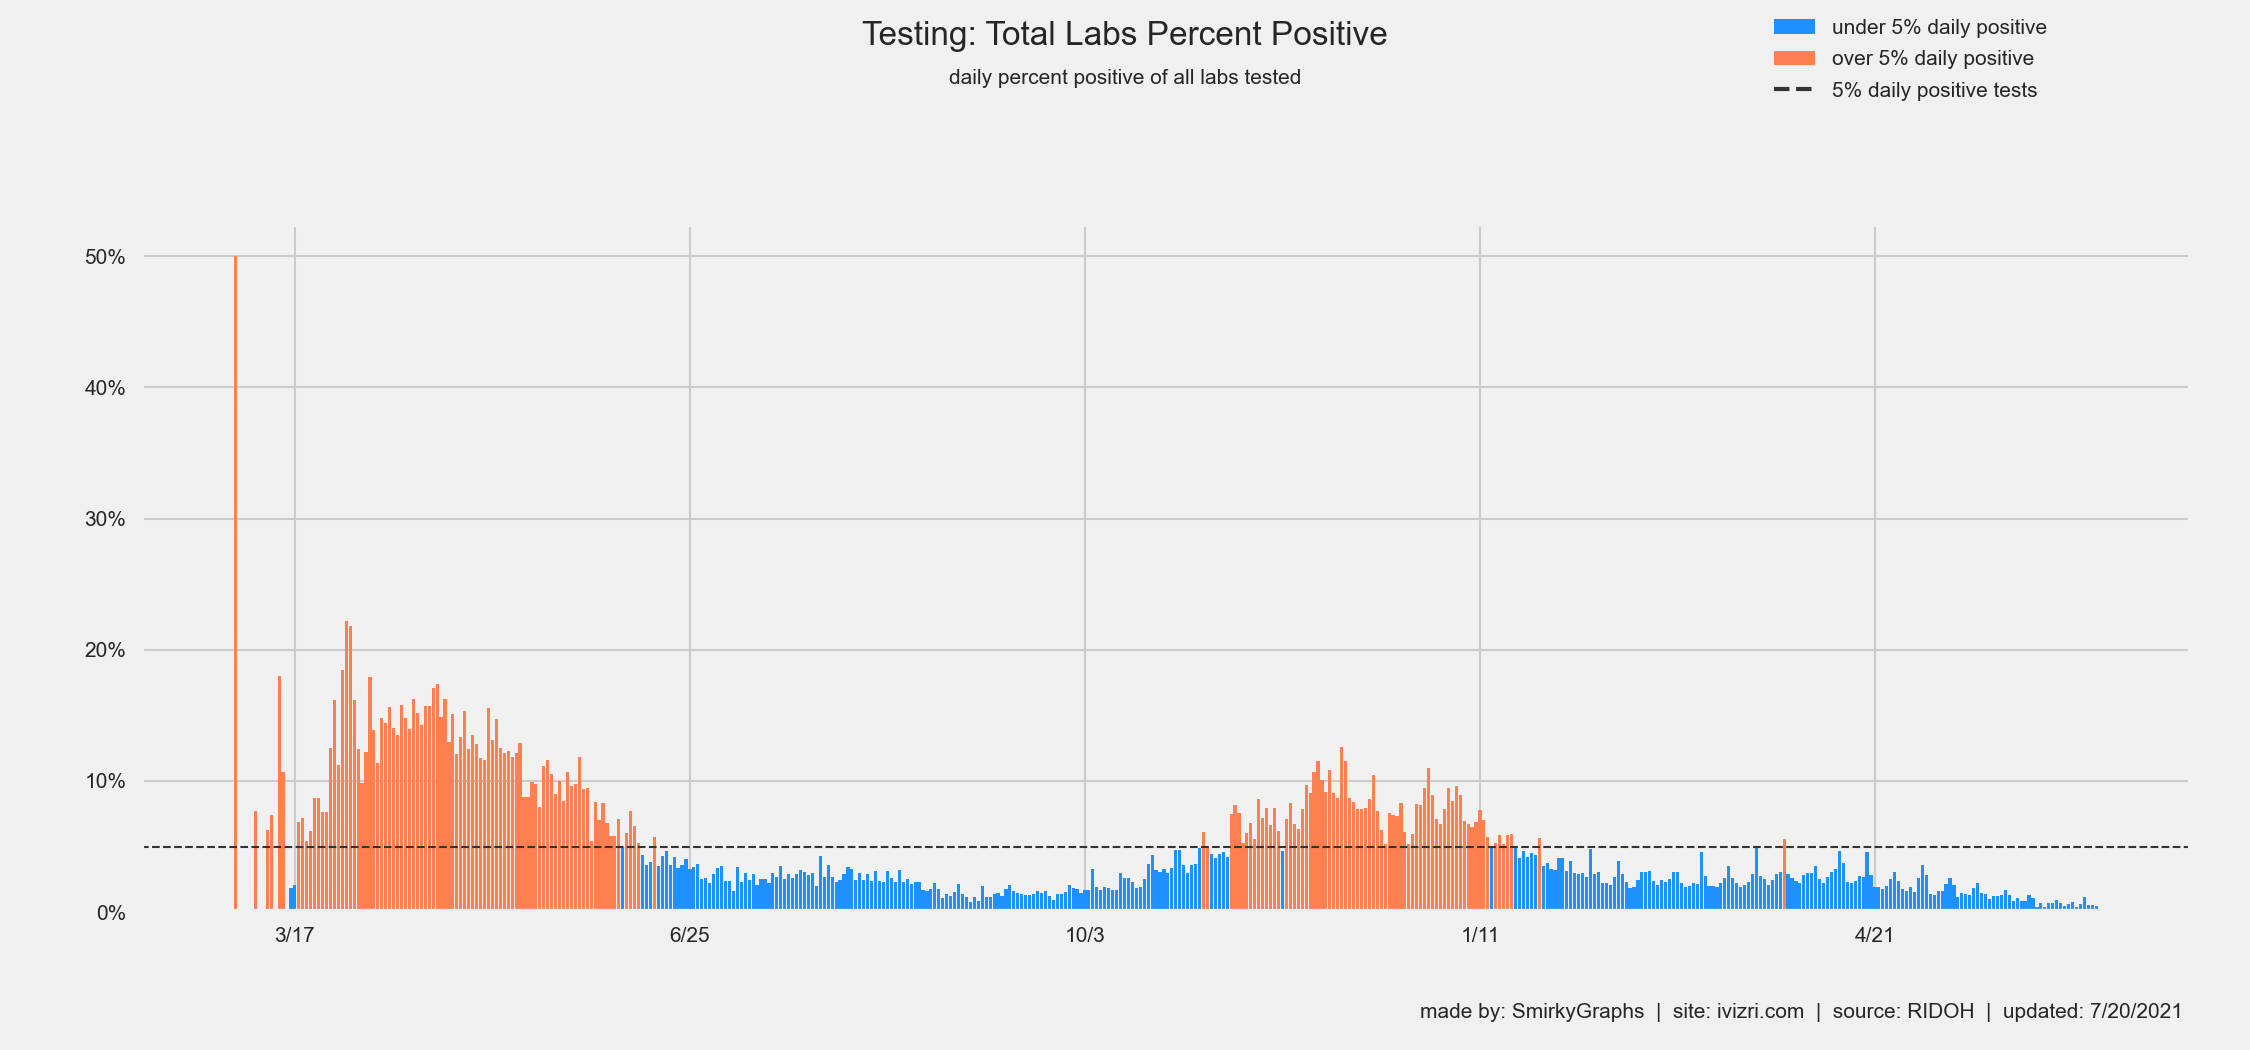 Testing: Total Labs Percent Positive
daily percent positive of all labs tested
under 5% daily positive
over 5% daily positive
5% daily positive tests
50%
40%
30%
20%
10%
0%
3/17 6/25 10/3 1/11 4/21
made by: SmirkyGraphs | site: ivizri.com | source: RIDOH | updated: 7/20/2021